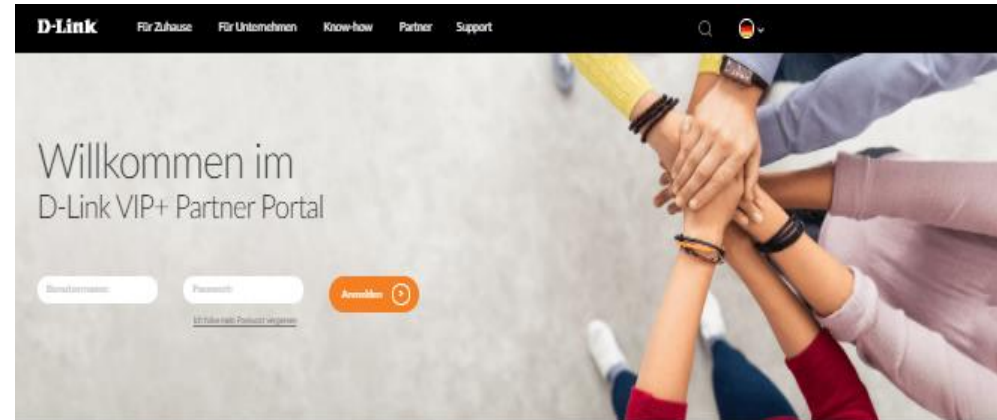 D-Link Für Zuhause Für Unternehmen Know-how Partner Support
Willkommen im
D-Link VIP+ Partner Portal
Benutzername: Passwort: Anmelden
Ich habe mein Passwort vergessen